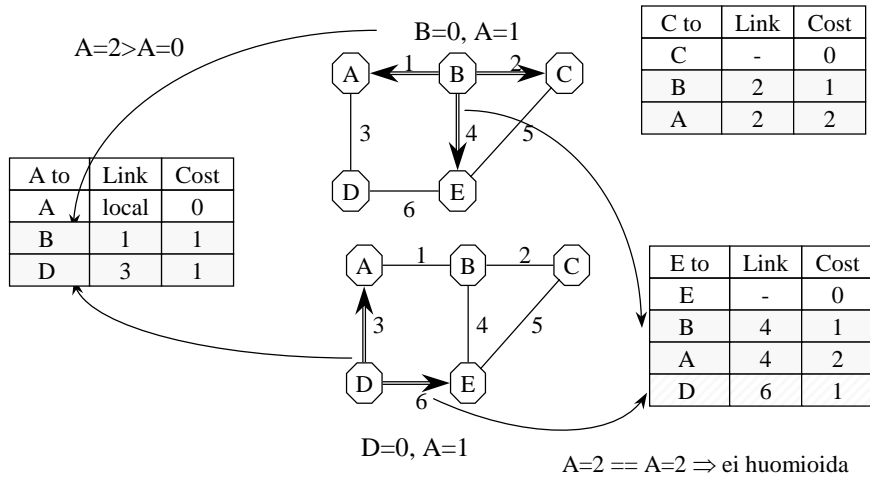 B=0, A=1
A=2>A=0
A 1 B 2 C
3 4 5
D E
6
C to Link Cost
C - 0
B 2 1
A 2 2
A to Link Cost
A local 0
B 1 1
D 3 1
A 1 B 2 C
3 4 5
D E
6
D=0, A=1
E to Link Cost
E - 0
B 4 1
A 4 2
D 6 1
A=2 == A=2 ⇒ ei huomioida